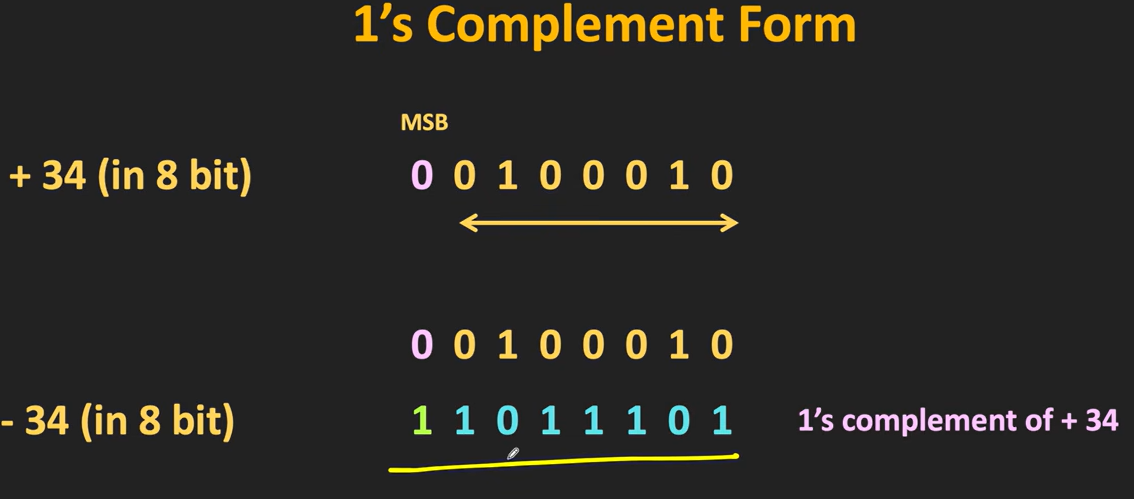 1’s Complement Form
MSB
+ 34 (in 8 bit) 0 0 1 0 0 0 1 0
0 0 1 0 0 0 1 0
- 34 (in 8 bit) 1 1 0 1 1 1 0 1 1’s complement of + 34